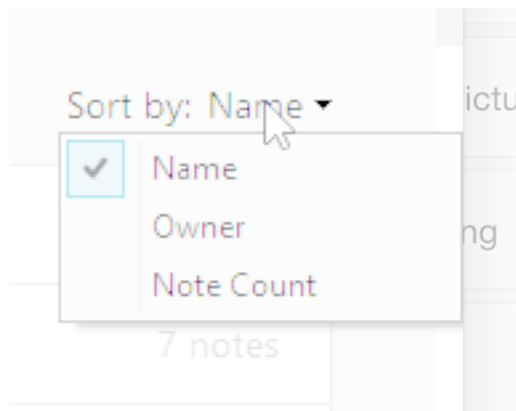 Sort by: Name
Name
Owner
Note Count
7 notes